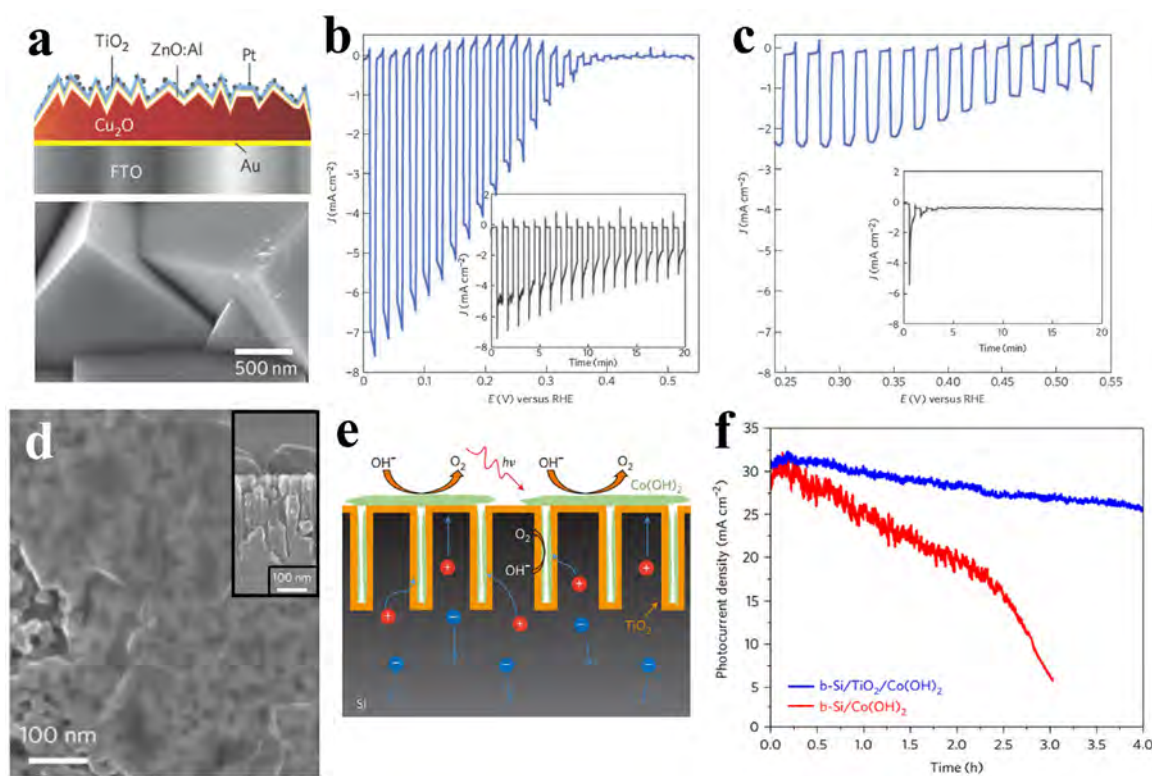 a
TiO2
ZnO:Al
Pt
Cu2O
Au
FTO
500 nm
b
0
−1
−2
−3
−4
−5
−6
−7
−8
J (mA cm−2)
0
0.1
0.2
0.3
0.4
0.5
E (V) versus RHE
2
0
−2
−4
−6
−8
J (mA cm−2)
0
5
10
15
20
Time (min)
c
0
−1
−2
−3
−4
−5
−6
−7
−8
J (mA cm−2)
0.25
0.30
0.35
0.40
0.45
0.50
0.55
E (V) versus RHE
2
0
−2
−4
−6
−8
J (mA cm−2)
0
5
10
15
20
Time (min)
d
100 nm
100 nm
e
OH−
O2
hν
OH−
O2
Co(OH)2
O2
OH−
TiO2
Si
f
35
30
25
20
15
10
5
0
Photocurrent density (mA cm−2)
b-Si/TiO2/Co(OH)2
b-Si/Co(OH)2
0.0
0.5
1.0
1.5
2.0
2.5
3.0
3.5
4.0
Time (h)